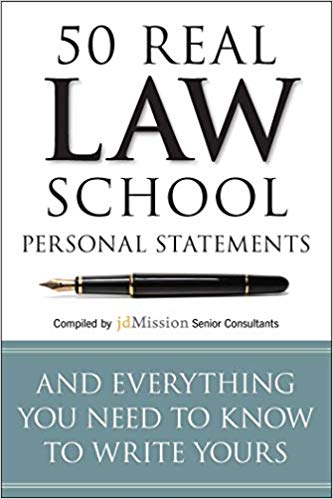 50 REAL
LAW
SCHOOL
PERSONAL STATEMENTS
Compiled by jdMission Senior Consultants
AND EVERYTHING
YOU NEED TO KNOW
TO WRITE YOURS